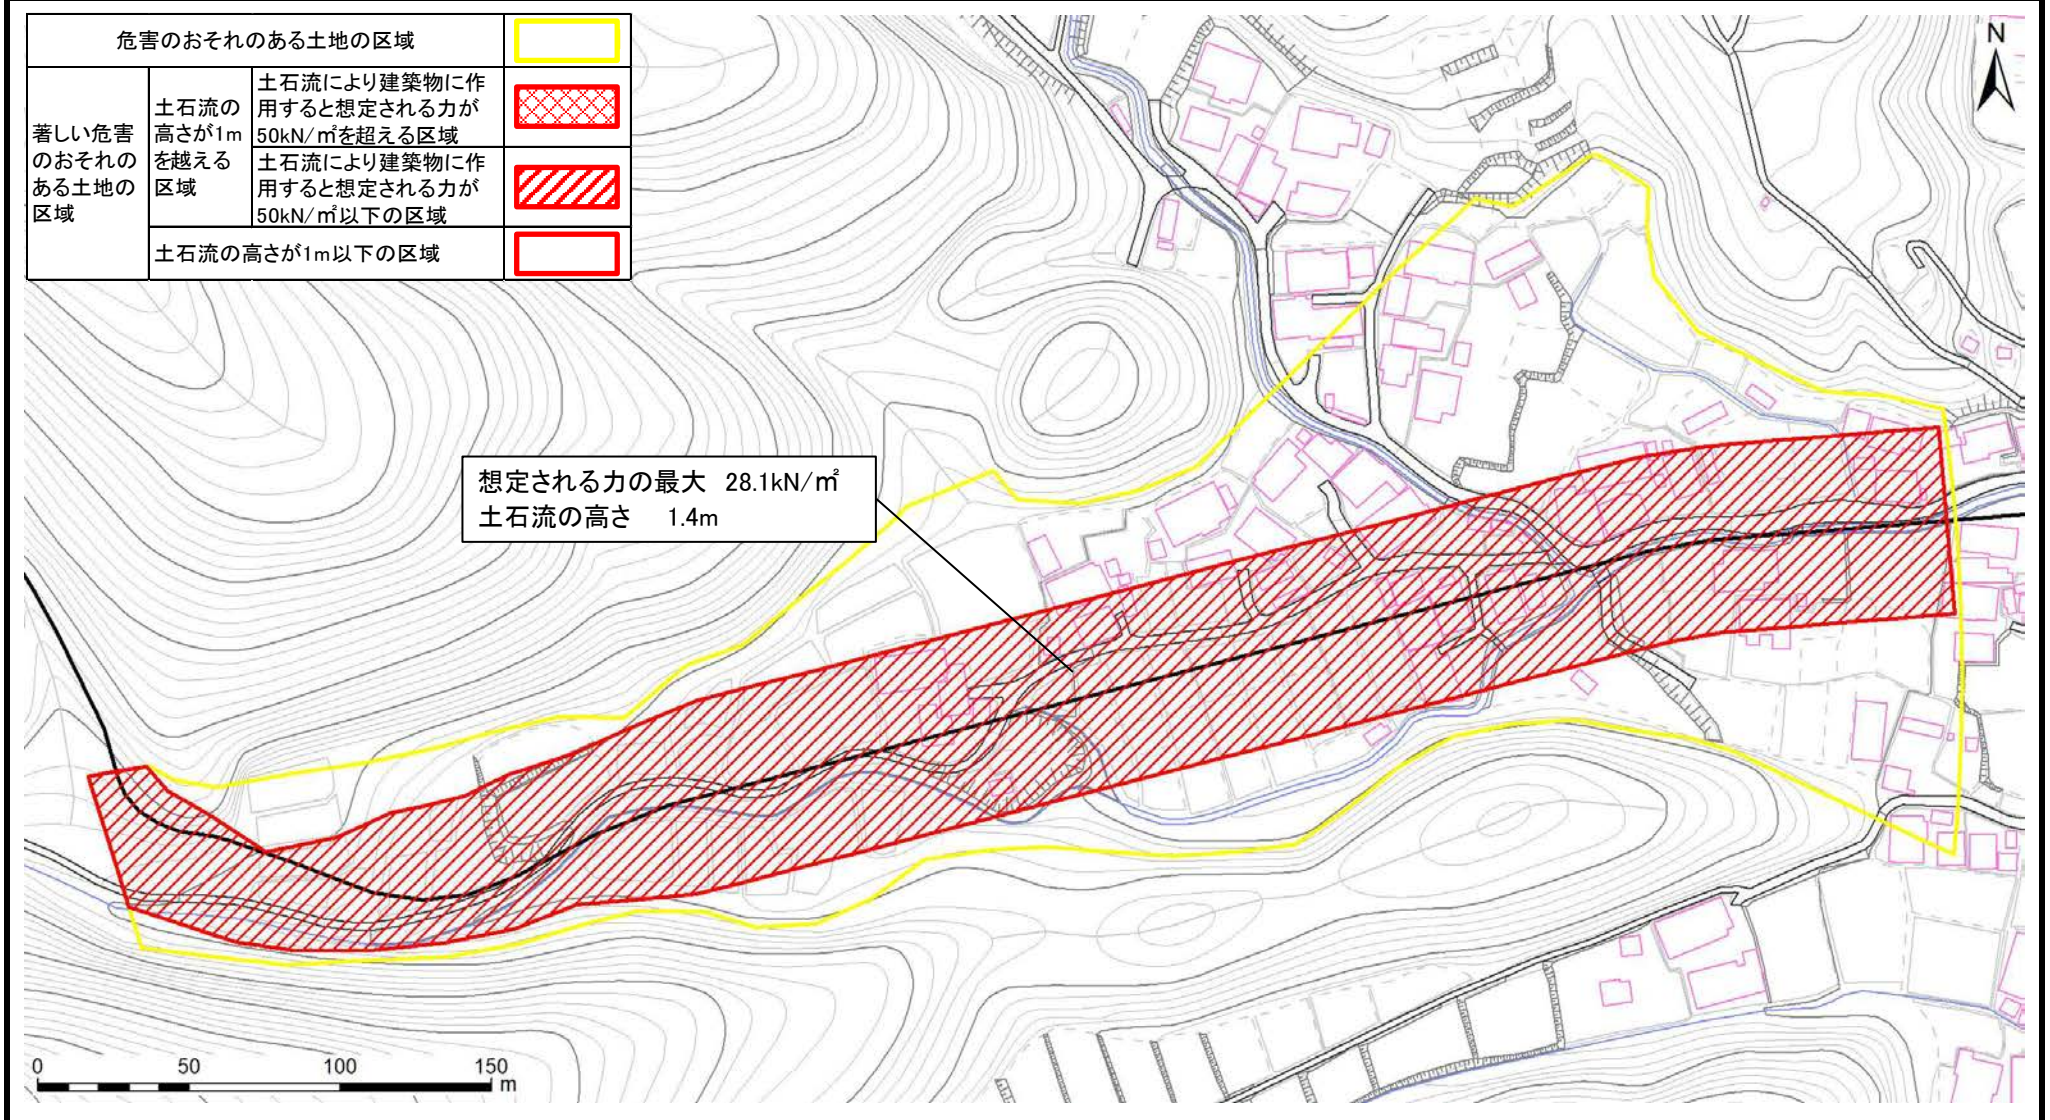 危害のおそれのある土地の区域
著しい危害
のおそれの
ある土地の
区域
土石流の
高さが1m
を越える
区域
土石流により建築物に作
用すると想定される力が
50kN/㎡を超える区域
土石流により建築物に作
用すると想定される力が
50kN/㎡以下の区域
土石流の高さが1m以下の区域
N
想定される力の最大 28.1kN/㎡
土石流の高さ 1.4m
0 50 100 150
m